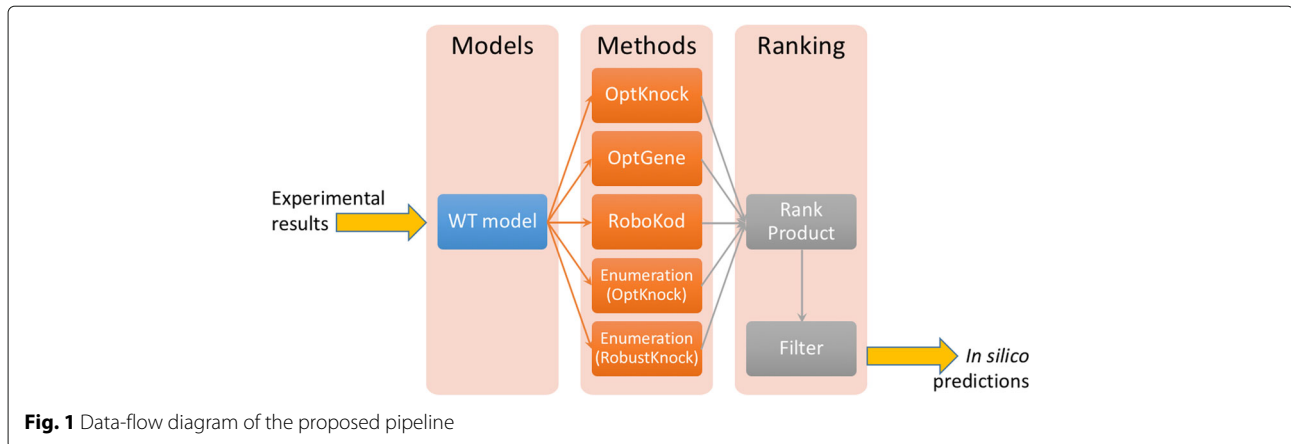 Models
Methods
Ranking
OptKnock
OptGene
Experimental
results
WT model
RoboKod
Rank
Product
Enumeration
(OptKnock)
Enumeration
(RobustKnock)
Filter
In silico
predictions
Fig. 1 Data-flow diagram of the proposed pipeline